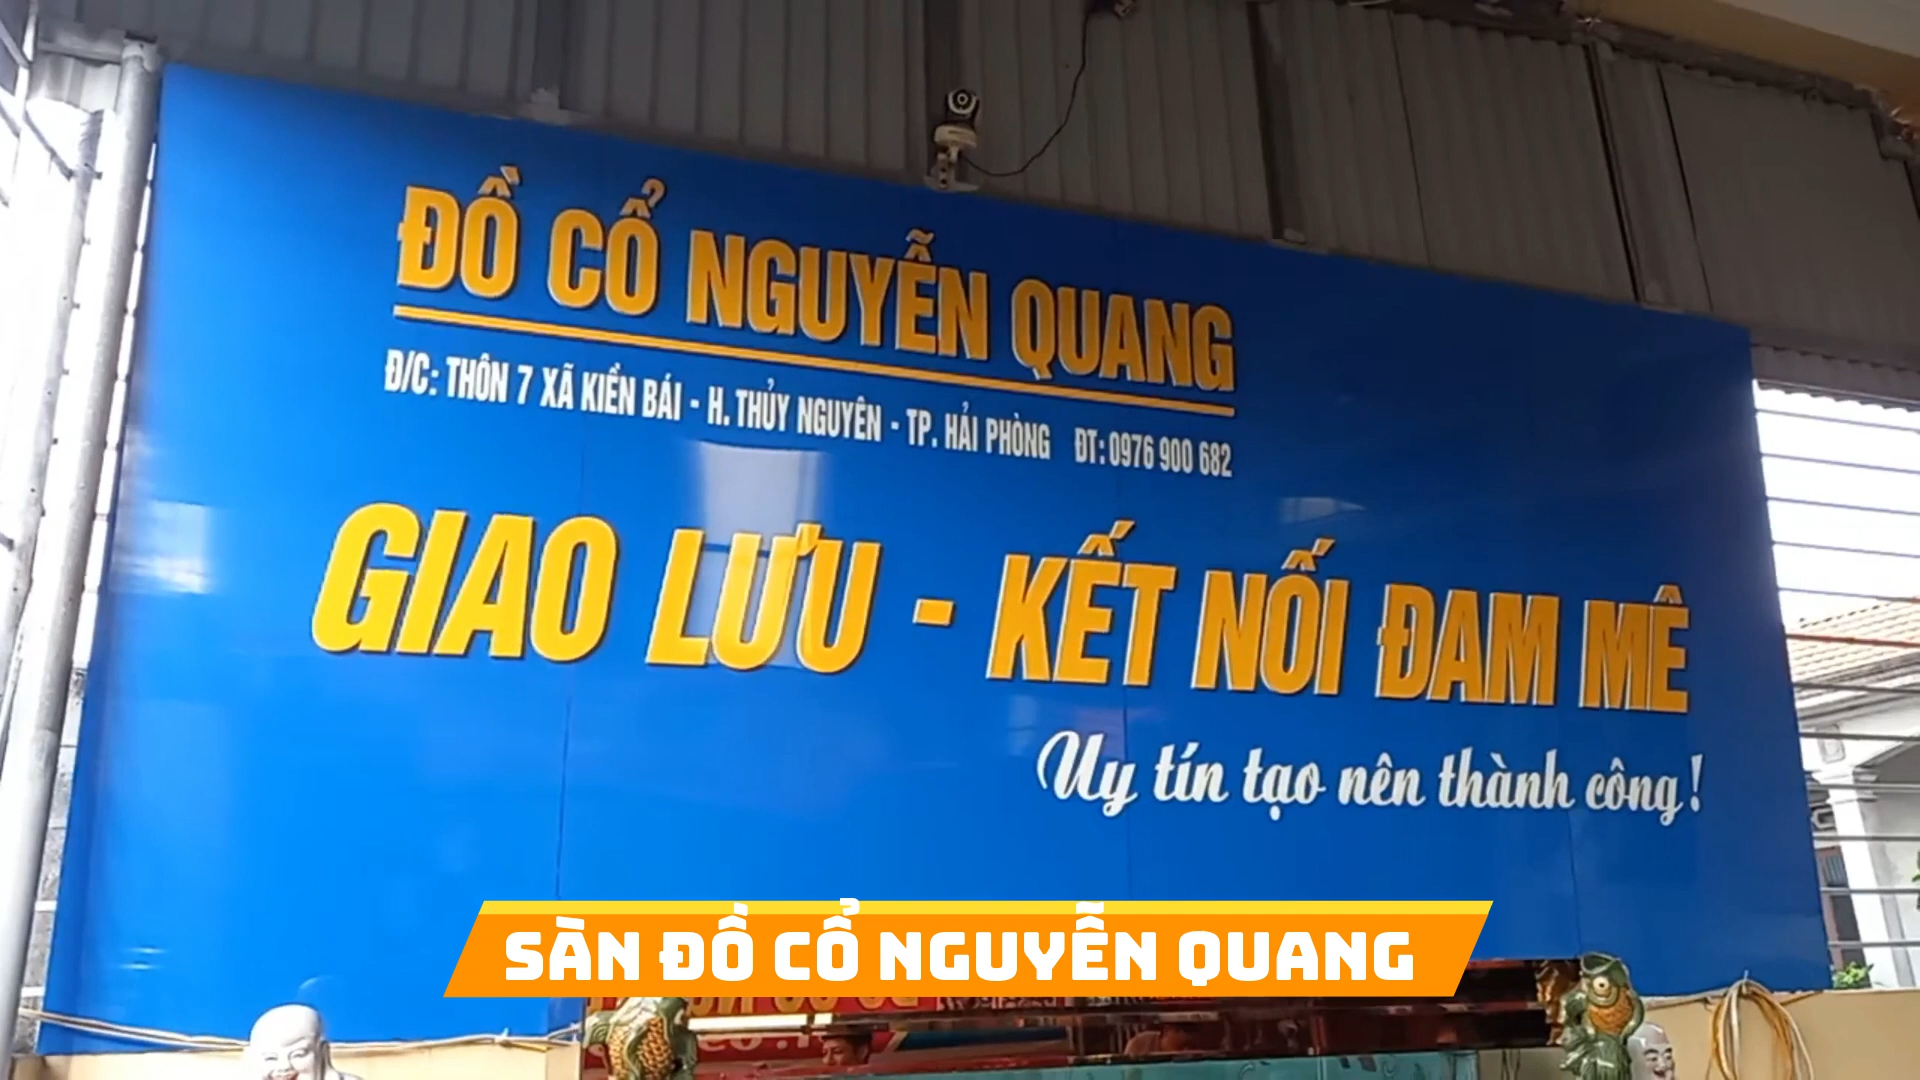 ĐỒ CỔ NGUYỄN QUANG
Đ/C: THÔN 7 XÃ KIỀN BÁI - H. THỦY NGUYÊN - TP. HẢI PHÒNG ĐT: 0976 900 682
GIAO LƯU - KẾT NỐI ĐAM MÊ
Uy tín tạo nên thành công!
SÀN ĐỒ CỔ NGUYỄN QUANG